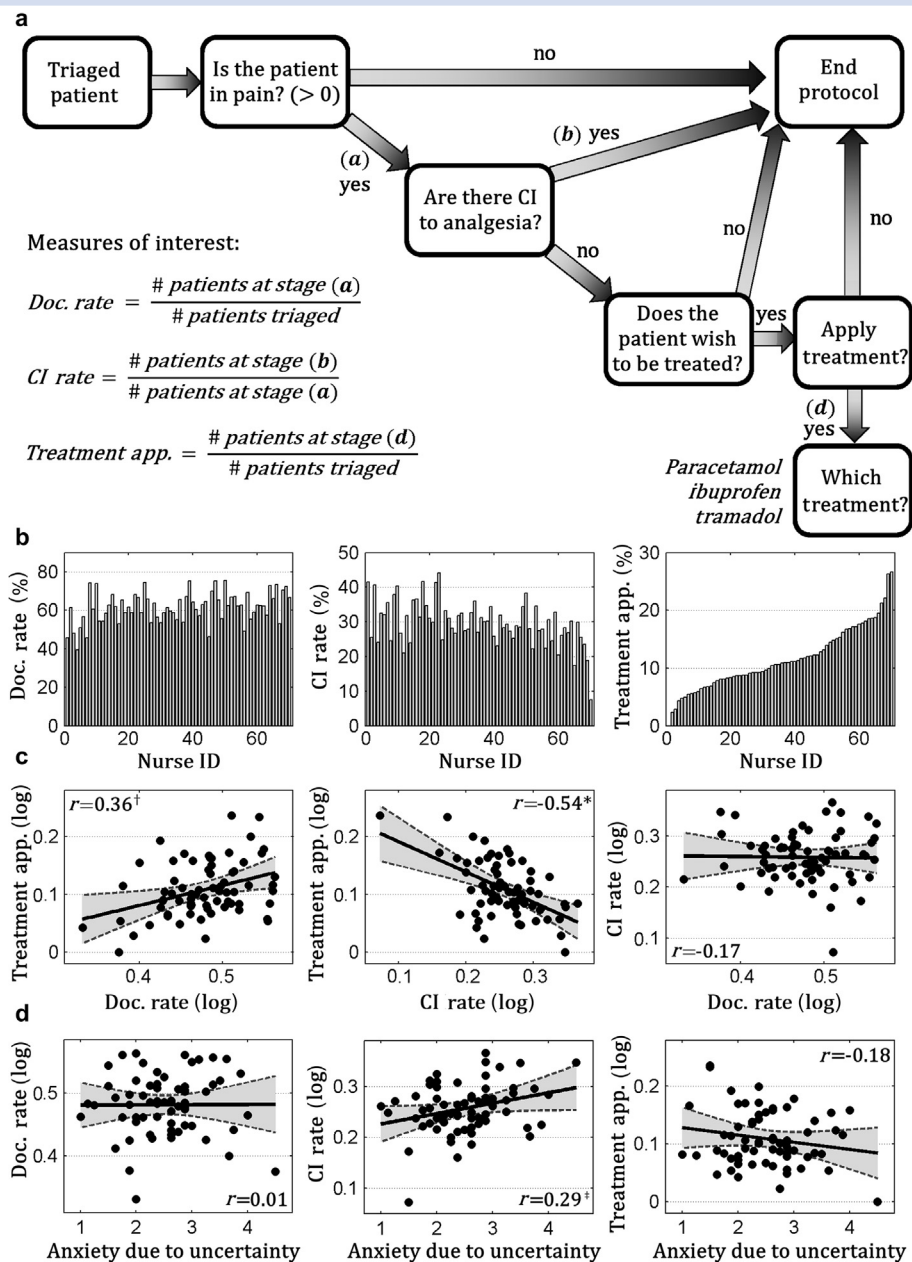 a
Triaged
patient
Is the patient
in pain? (> 0)
no
End
protocol
(a)
yes
(b) yes
Are there CI
to analgesia?
no
no
no
Does the
patient wish
to be treated?
yes
Apply
treatment?
(d)
yes
Which
treatment?
Paracetamol
ibuprofen
tramadol
Measures of interest:
Doc. rate = # patients at stage (a)
# patients triaged
CI rate = # patients at stage (b)
# patients at stage (a)
Treatment app. = # patients at stage (d)
# patients triaged
b
Doc. rate (%)
80
60
40
20
0
0 20 40 60
Nurse ID
CI rate (%)
50
40
30
20
10
0
0 20 40 60
Nurse ID
Treatment app. (%)
30
20
10
0
0 20 40 60
Nurse ID
c
Treatment app. (log)
r=0.36†
0.2
0.1
0
0.4 0.5
Doc. rate (log)
Treatment app. (log)
r=-0.54*
0.2
0.1
0
0.1 0.2 0.3
CI rate (log)
CI rate (log)
0.3
0.2
0.1
r=-0.17
0.4 0.5
Doc. rate (log)
d
Doc. rate (log)
0.5
0.4
r=0.01
1 2 3 4
Anxiety due to uncertainty
CI rate (log)
0.3
0.2
0.1
r=0.29‡
1 2 3 4
Anxiety due to uncertainty
Treatment app. (log)
r=-0.18
0.2
0.1
0
1 2 3 4
Anxiety due to uncertainty